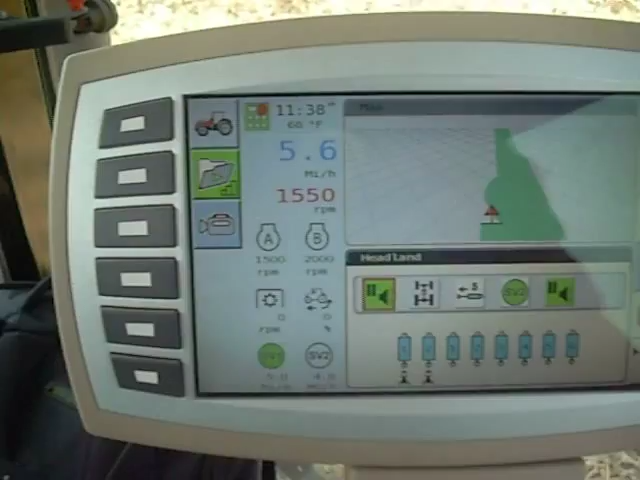 11:38
60 °F
5.6
Mi/h
1550
rpm
A
B
1500
2000
rpm
rpm
0
0
rpm
%
SV2
Map
Headland
S
SV2